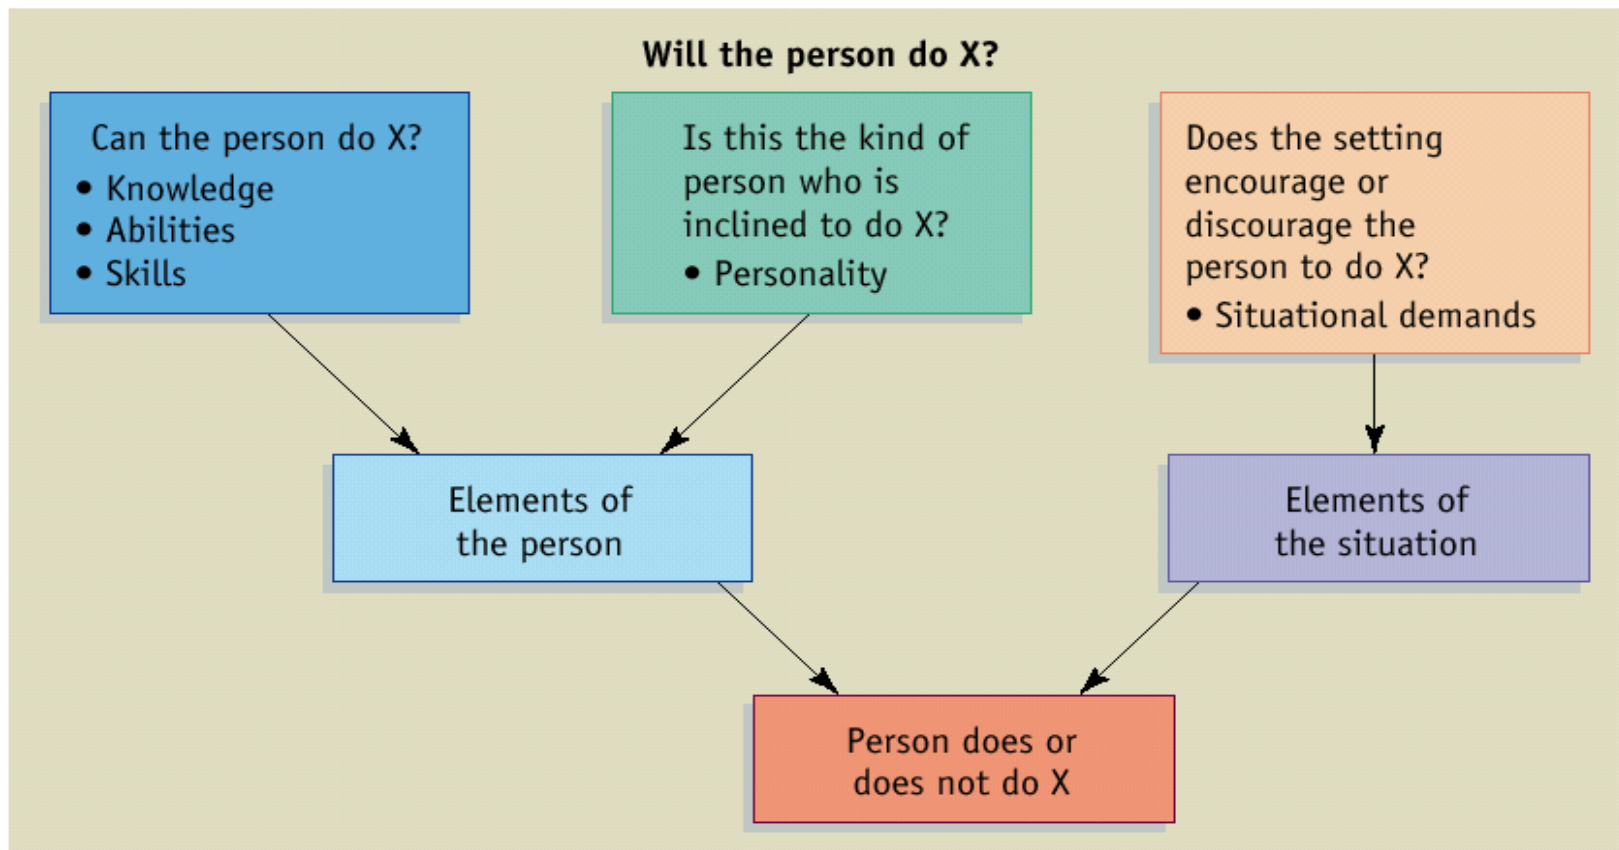 Will the person do X?
Can the person do X?
• Knowledge
• Abilities
• Skills
Is this the kind of
person who is
inclined to do X?
• Personality
Does the setting
encourage or
discourage the
person to do X?
• Situational demands
Elements of
the person
Elements of
the situation
Person does or
does not do X